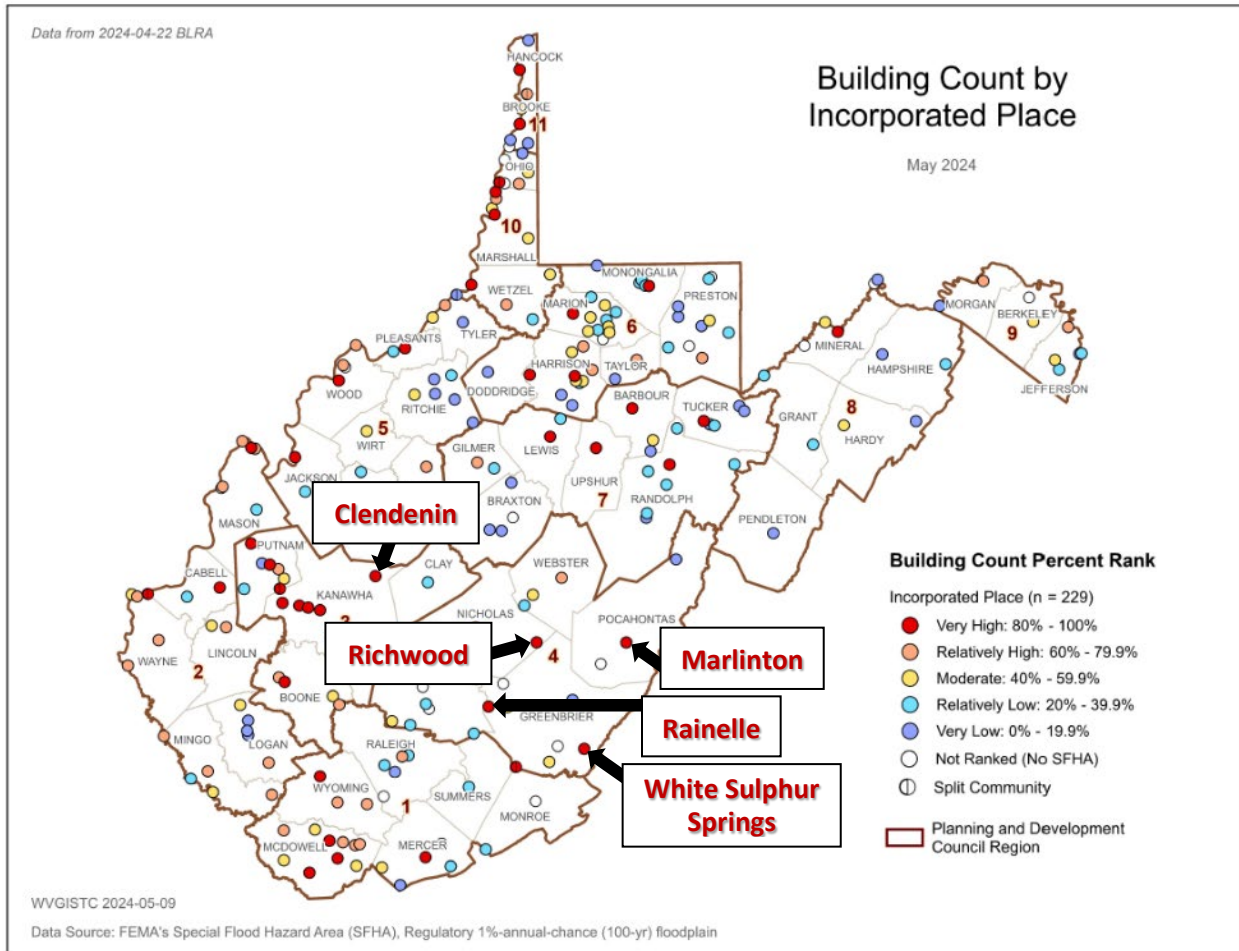 Data from 2024-04-22 BLRA
Building Count by
Incorporated Place
May 2024
HANCOCK
BROOKE
11
OHIO
10
MARSHALL
WETZEL
MONONGALIA
PRESTON
MARION
6
TYLER
PLEASANTS
HARRISON
TAYLOR
DODDRIDGE
WOOD
RITCHIE
BARBOUR
TUCKER
MORGAN
BERKELEY
9
JEFFERSON
MINERAL
HAMPSHIRE
GRANT
8
HARDY
5
WIRT
GILMER
LEWIS
UPSHUR
7
RANDOLPH
JACKSON
BRAXTON
PENDLETON
Clendenin
MASON
PUTNAM
CABELL
KANAWHA
CLAY
WEBSTER
NICHOLAS
POCAHONTAS
Richwood
4
Marlinton
WAYNE
2
LINCOLN
BOONE
Rainelle
GREENBRIER
MINGO
LOGAN
RALEIGH
White Sulphur
Springs
WYOMING
1
SUMMERS
MONROE
MCDOWELL
MERCER
Building Count Percent Rank
Incorporated Place (n = 229)
Very High: 80% - 100%
Relatively High: 60% - 79.9%
Moderate: 40% - 59.9%
Relatively Low: 20% - 39.9%
Very Low: 0% - 19.9%
Not Ranked (No SFHA)
Split Community
Planning and Development
Council Region
WVGISTC 2024-05-09
Data Source: FEMA's Special Flood Hazard Area (SFHA), Regulatory 1%-annual-chance (100-yr) floodplain